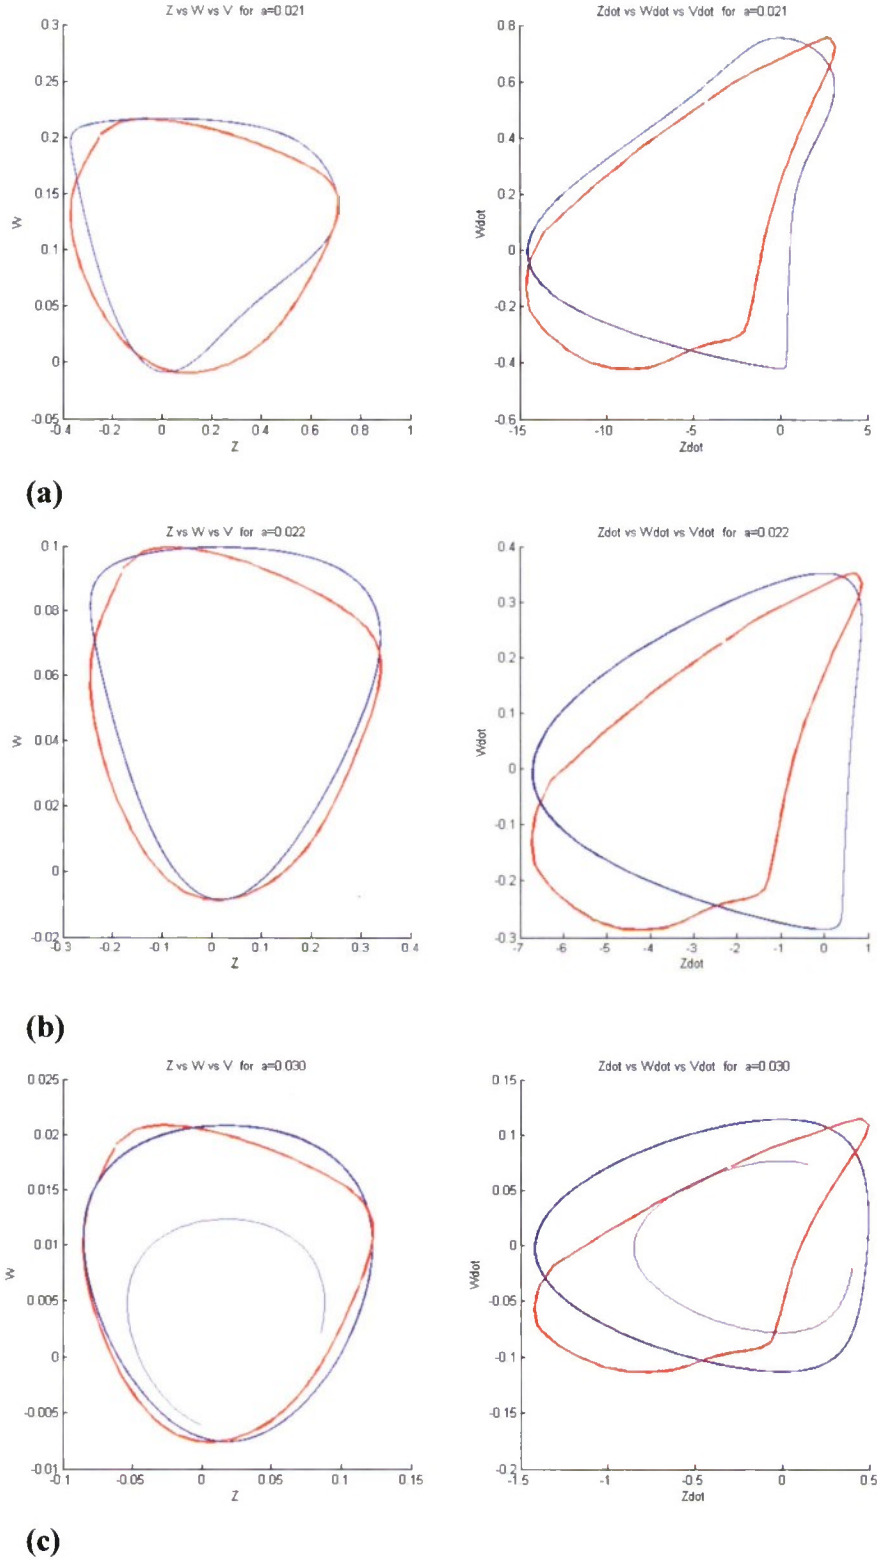 Z vs W vs V for a=0.021
0.3
0.25
0.2
0.15
0.1
0.05
0
-0.05
W
-0.4 -0.2 0 0.2 0.4 0.6 0.8 1
Z
Zdot vs Wdot vs Vdot for a=0.021
0.8
0.6
0.4
0.2
0
-0.2
-0.4
-0.6
Wdot
-15 -10 -5 0 5
Zdot
(a)
Z vs W vs V for a=0.022
0.1
0.08
0.06
0.04
0.02
0
-0.02
W
-0.3 -0.2 -0.1 0 0.1 0.2 0.3 0.4
Z
Zdot vs Wdot vs Vdot for a=0.022
0.4
0.3
0.2
0.1
0
-0.1
-0.2
-0.3
Wdot
-7 -6 -5 -4 -3 -2 -1 0 1
Zdot
(b)
Z vs W vs V for a=0.030
0.025
0.02
0.015
0.01
0.005
0
-0.005
-0.01
W
-0.1 -0.05 0 0.05 0.1 0.15
Z
Zdot vs Wdot vs Vdot for a=0.030
0.15
0.1
0.05
0
-0.05
-0.1
-0.15
-0.2
Wdot
-1.5 -1 -0.5 0 0.5
Zdot
(c)